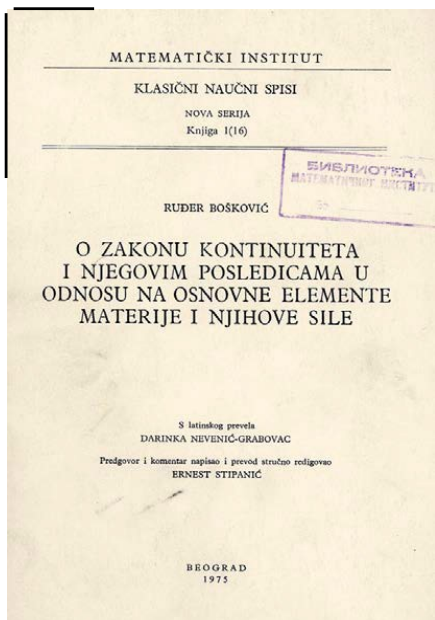 MATEMATIČKI INSTITUT
KLASIČNI NAUČNI SPISI
NOVA SERIJA
Knjiga 1(16)
БИБЛИОТЕКА
МАТЕМАТИЧКОГ ИНСТИТУТА
RUĐER BOŠKOVIĆ
O ZAKONU KONTINUITETA
I NJEGOVIM POSLEDICAMA U
ODNOSU NA OSNOVNE ELEMENTE
MATERIJE I NJIHOVE SILE
S latinskog prevela
DARINKA NEVENIĆ-GRABOVAC
Predgovor i komentar napisao i prevod stručno redigovao
ERNEST STIPANIĆ
BEOGRAD
1975